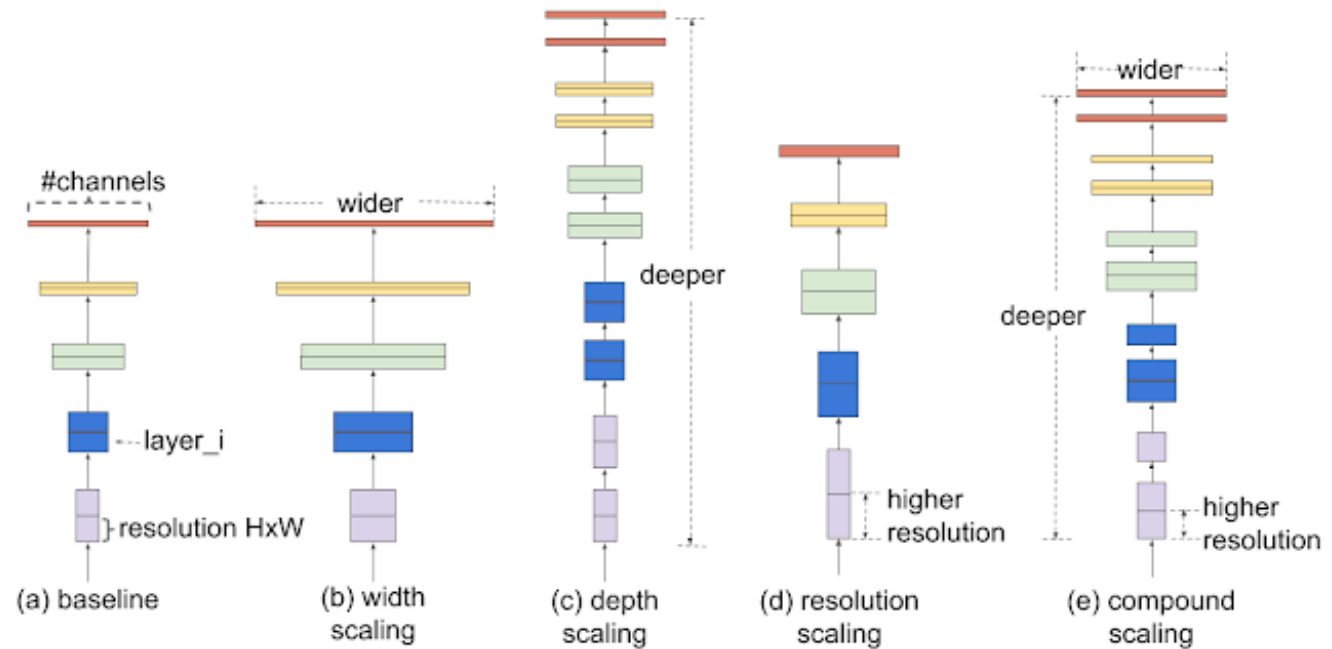 #channels
layer_i
resolution HxW
(a) baseline
wider
(b) width
scaling
deeper
(c) depth
scaling
higher
resolution
(d) resolution
scaling
wider
deeper
higher
resolution
(e) compound
scaling